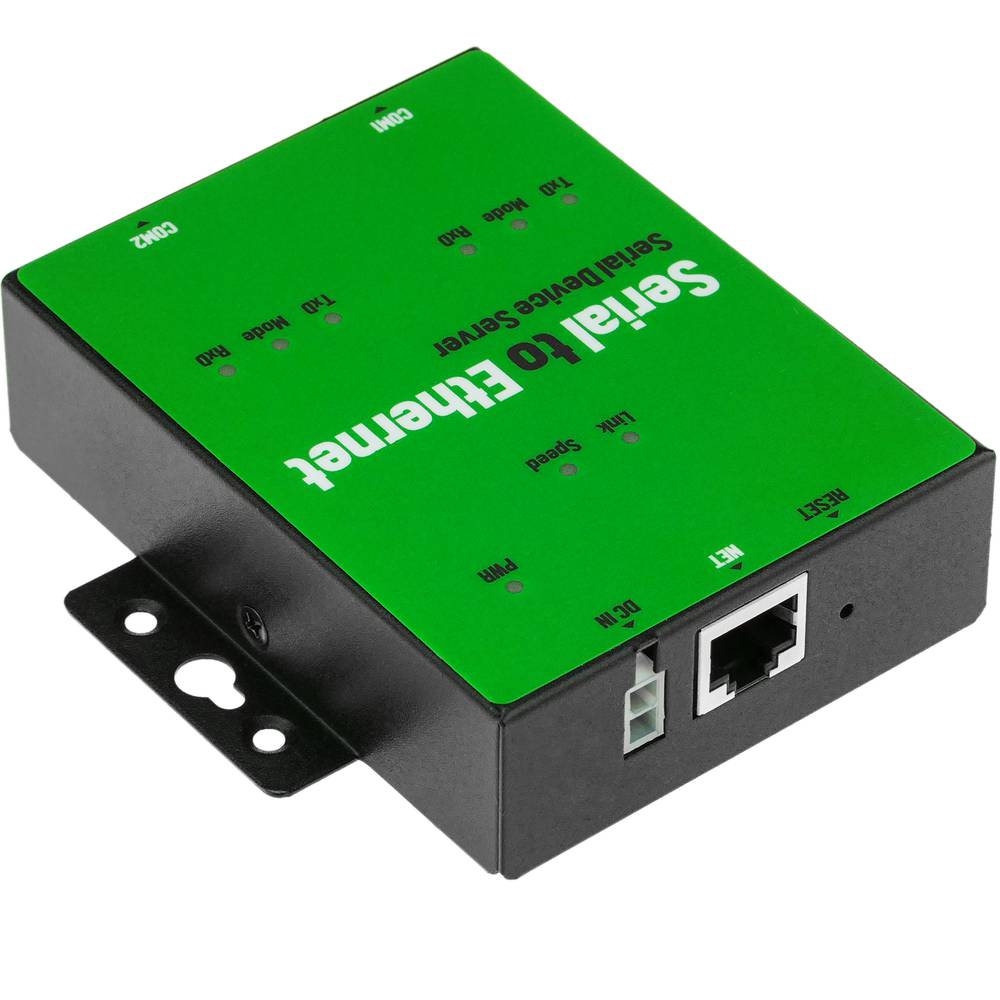 RESET
NET
DC IN
PWR
Link
Speed
Serial to Ethernet
Serial Device Server
TxD
Mode
RxD
TxD
Mode
RxD
COM1
COM2